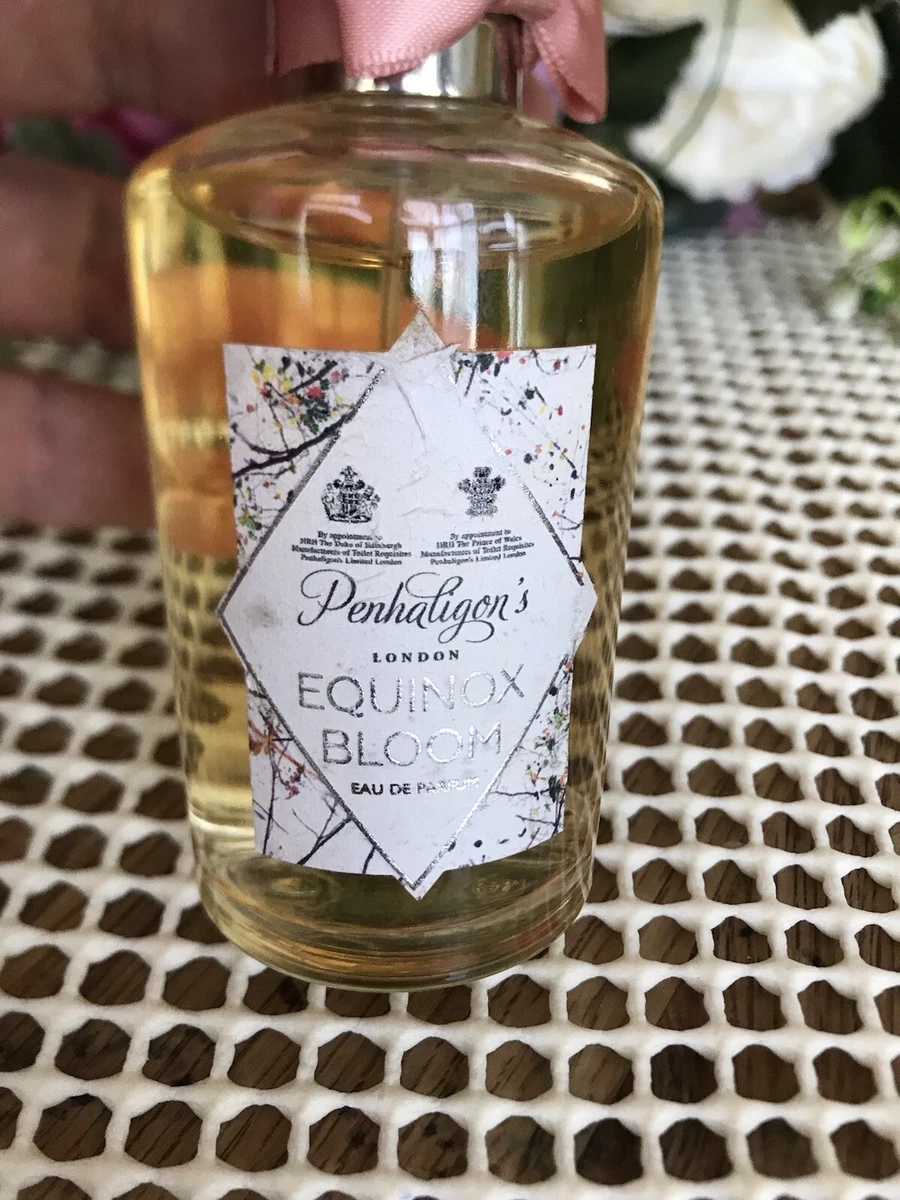 By appointment to
HRH The Duke of Edinburgh
Manufacturers of Toilet Requisites
Penhaligon's Limited London
By appointment to
HRH The Prince of Wales
Manufacturers of Toilet Requisites
Penhaligon's Limited London
Penhaligon's
LONDON
EQUINOX
BLOOM
EAU DE PARFUM